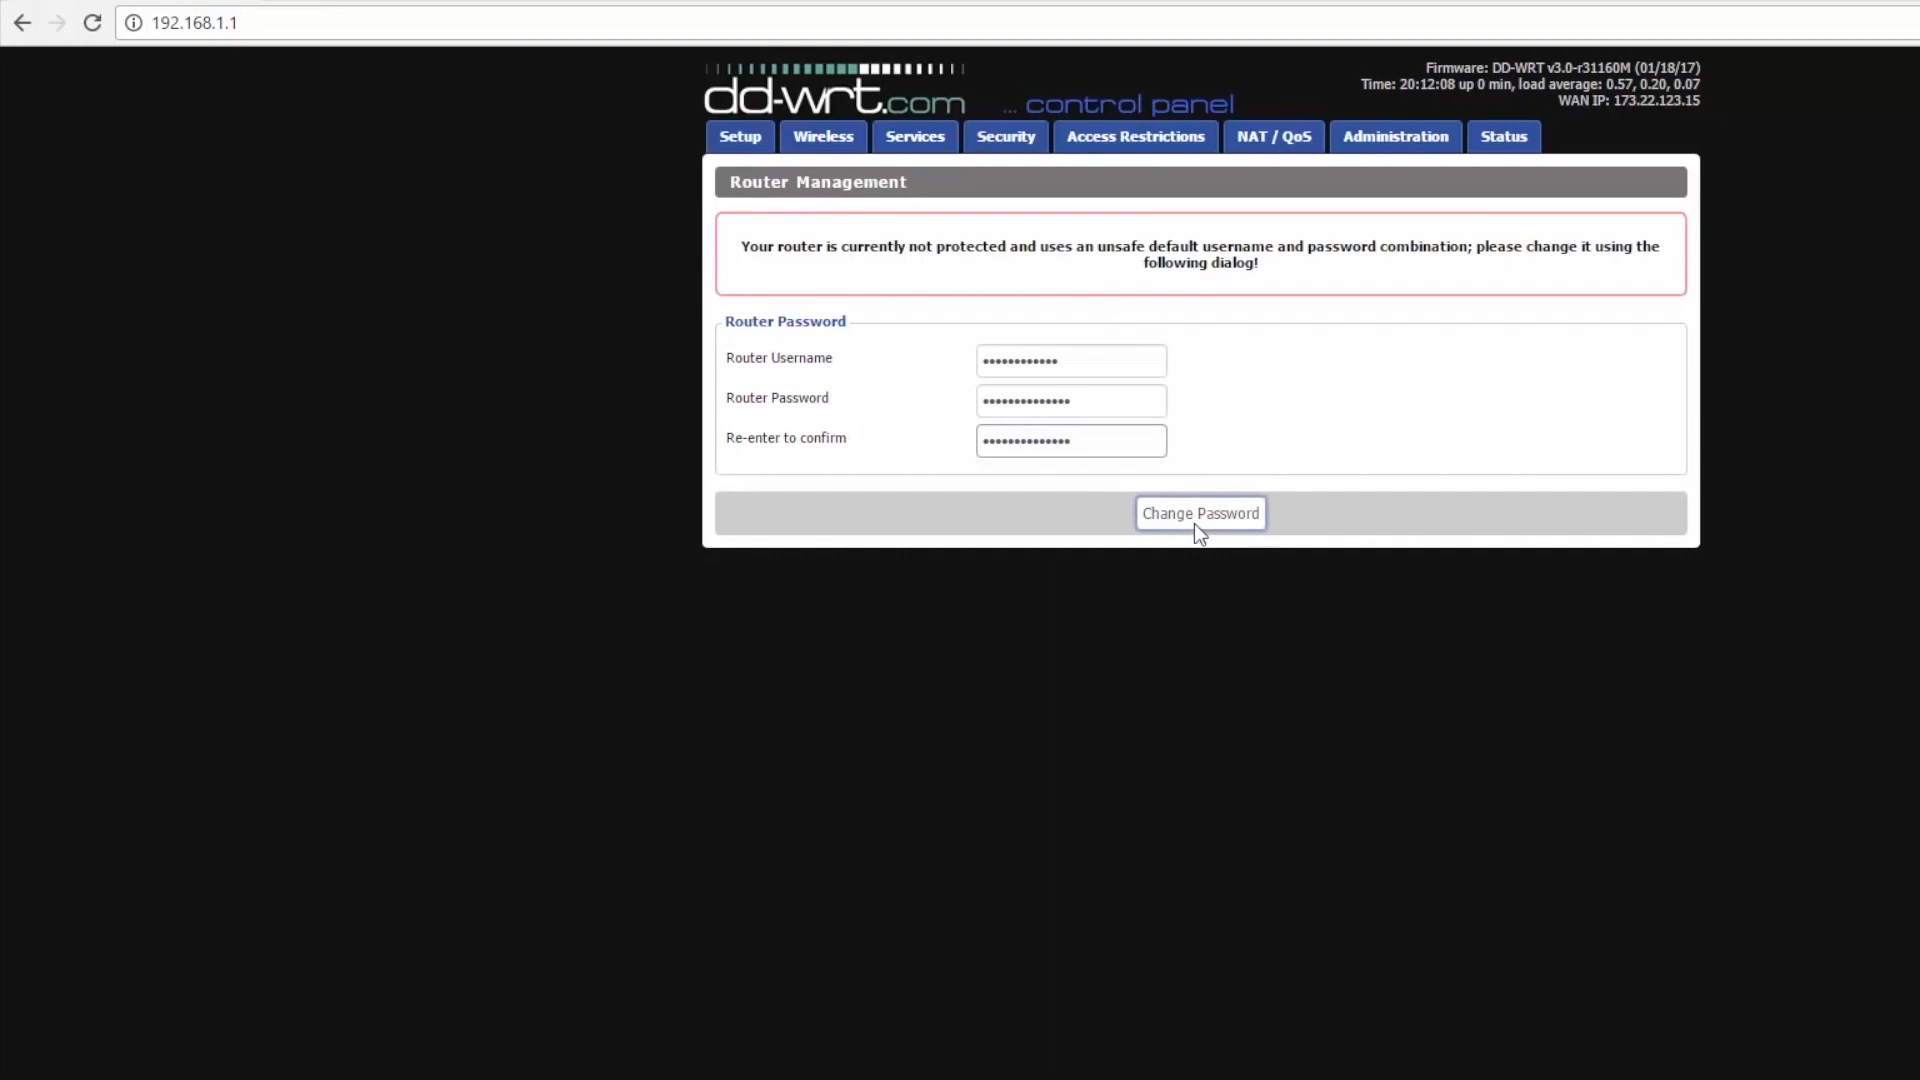 192.168.1.1
Firmware: DD-WRT v3.0-r31160M (01/18/17)
Time: 20:12:08 up 0 min, load average: 0.57, 0.20, 0.07
WAN IP: 173.22.123.15
dd-wrt.com ... control panel
Setup Wireless Services Security Access Restrictions NAT / QoS Administration Status
Router Management
Your router is currently not protected and uses an unsafe default username and password combination; please change it using the
following dialog!
Router Password
Router Username ••••••••••••
Router Password ••••••••••••••
Re-enter to confirm ••••••••••••••
Change Password